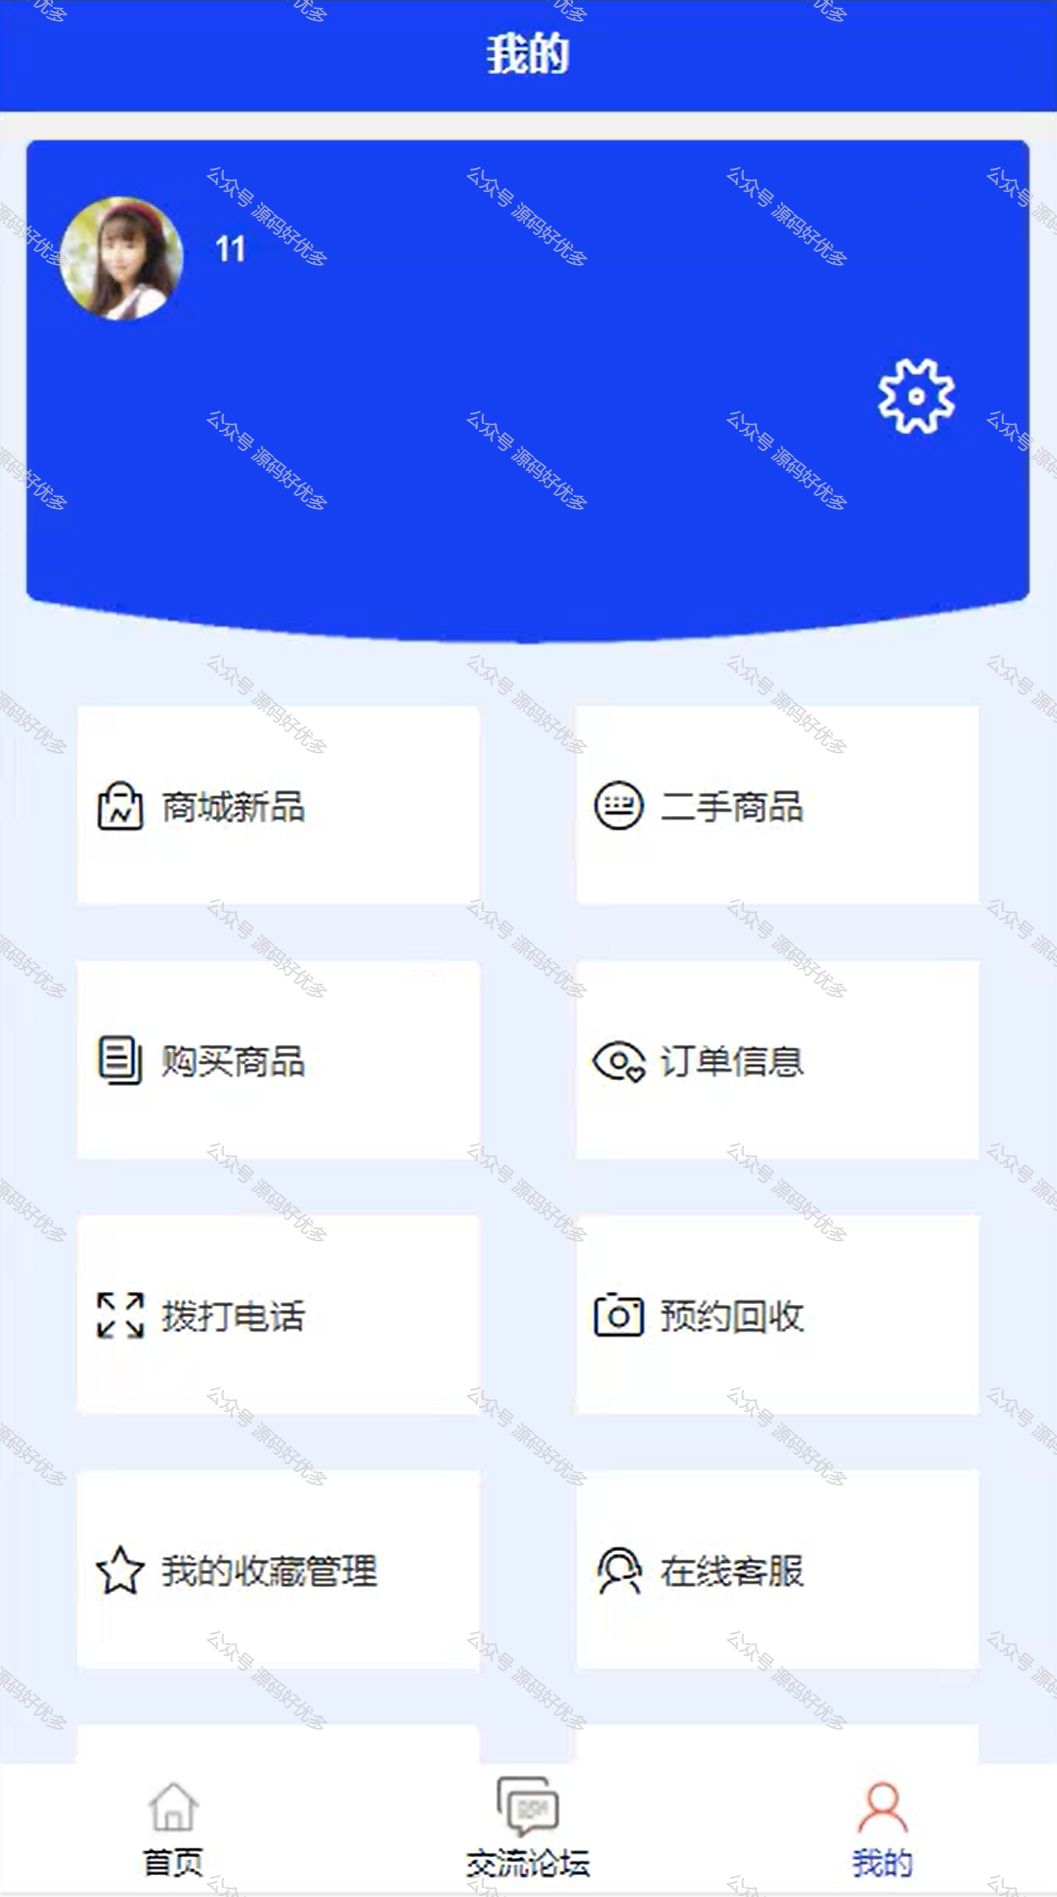 我的
11
商城新品
二手商品
购买商品
订单信息
拨打电话
预约回收
我的收藏管理
在线客服
首页
交流论坛
我的
公众号 源码好优多